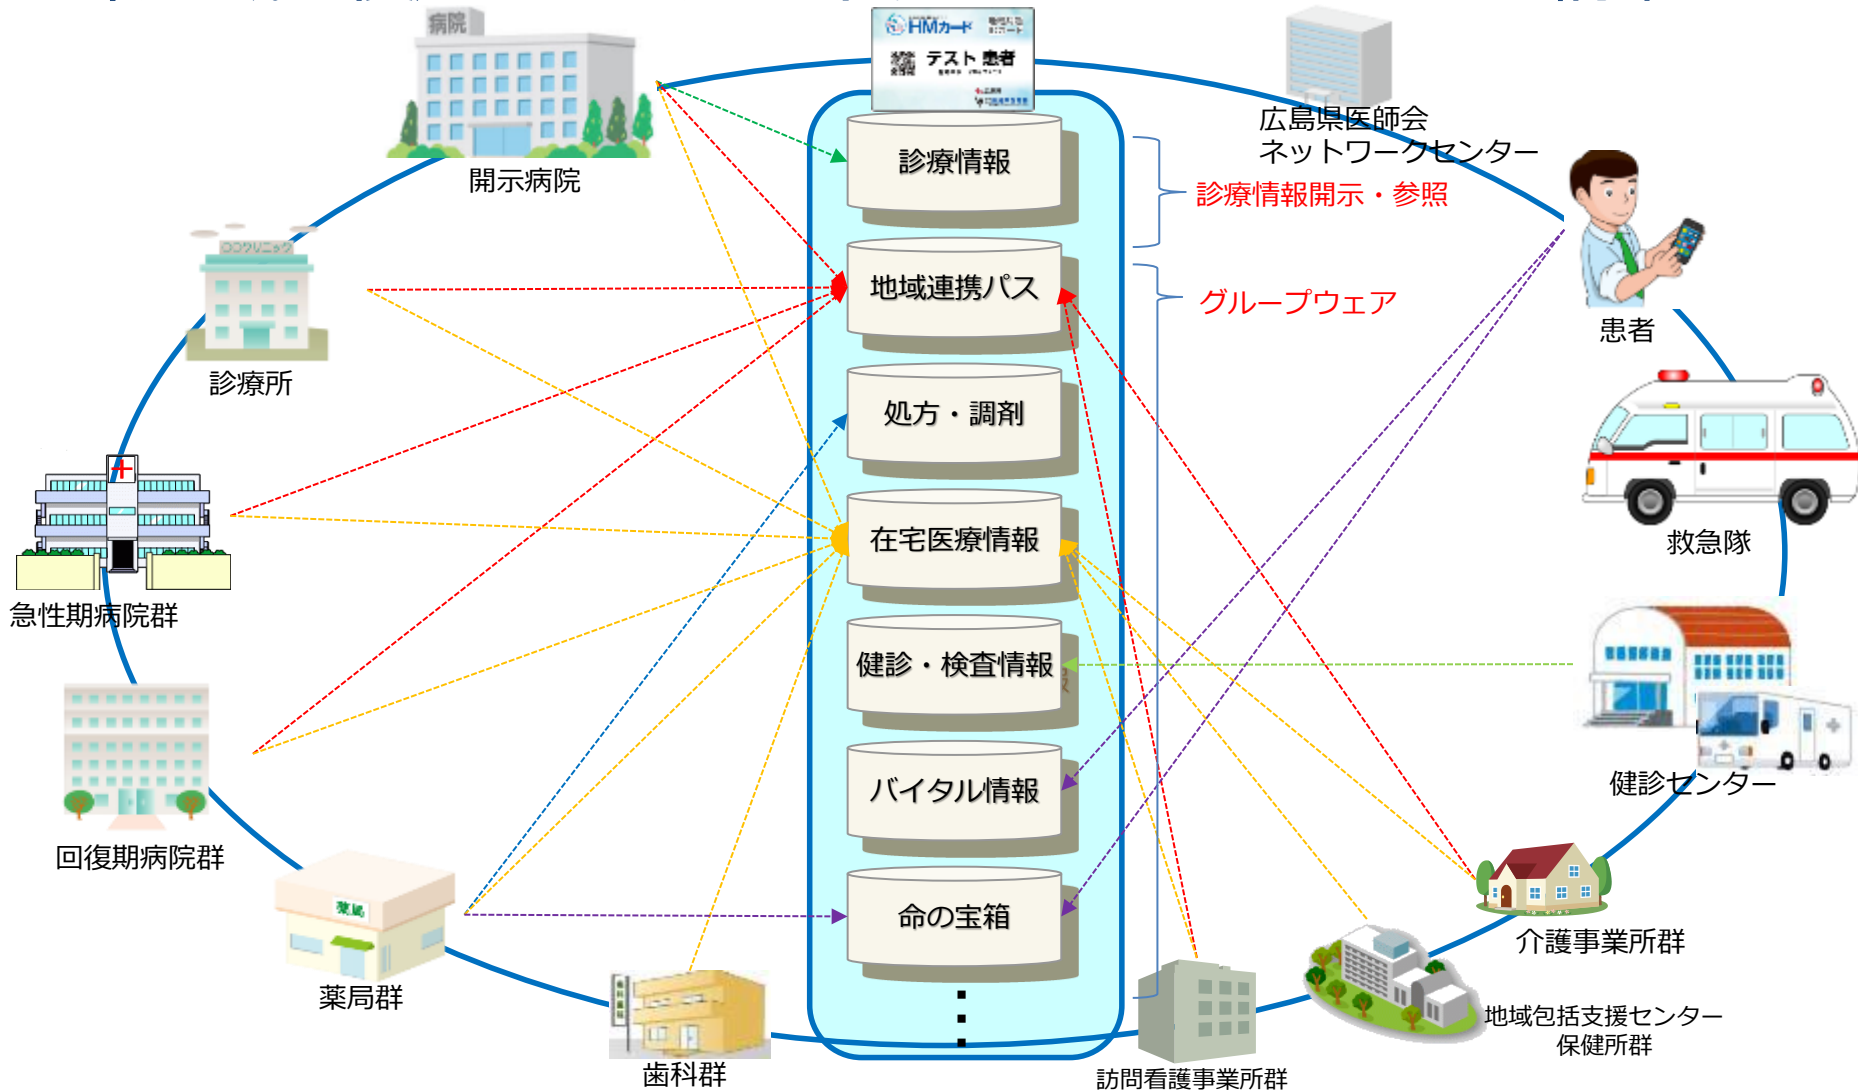 病院
HMカード
テスト 患者
開示病院
広島県医師会
ネットワークセンター
診療情報
診療情報開示・参照
地域連携パス
グループウェア
患者
診療所
処方・調剤
在宅医療情報
救急隊
急性期病院群
健診・検査情報
バイタル情報
健診センター
回復期病院群
薬局
命の宝箱
介護事業所群
薬局群
地域包括支援センター
保健所群
歯科群
訪問看護事業所群